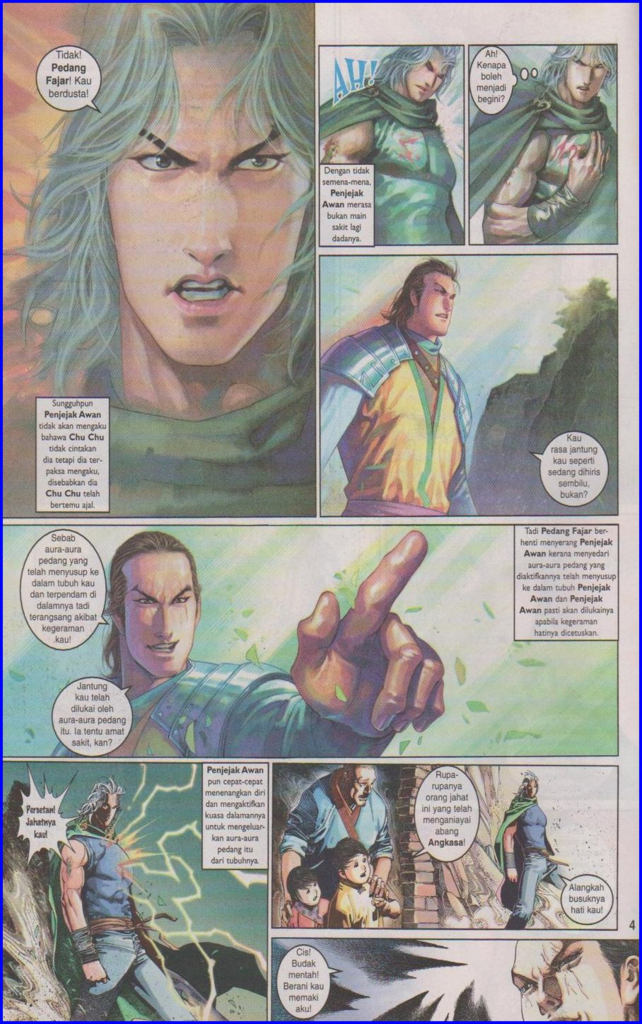 Tidak!
Pedang
Fajar! Kau
berdusta!
Sungguhpun
Penjejak Awan
tidak akan mengaku
bahawa Chu Chu
tidak cintakan
dia tetapi dia ter-
paksa mengaku,
disebabkan dia
Chu Chu telah
bertemu ajal.
AH!
Dengan tidak
semena-mena,
Penjejak
Awan merasa
bukan main
sakit lagi
dadanya.
Ah!
Kenapa
boleh
menjadi
begini?
Kau
rasa jantung
kau seperti
sedang dihiris
sembilu,
bukan?
Sebab
aura-aura
pedang yang
telah menyusup ke
dalam tubuh kau
dan terpendam di
dalamnya tadi
terangsang akibat
kegeraman
kau!
Jantung
kau telah
dilukai oleh
aura-aura pedang
itu. Ia tentu amat
sakit, kan?
Tadi Pedang Fajar ber-
henti menyerang Penjejak
Awan kerana menyedari
aura-aura pedang yang
diaktifkannya telah menyusup
ke dalam tubuh Penjejak
Awan dan Penjejak
Awan pasti akan dilukainya
apabila kegeraman
hatinya dicetuskan.
Persetan!
Jahatnya
kau!
Penjejak Awan
pun cepat-cepat
menenangkan diri
dan mengaktifkan
kuasa dalamannya
untuk mengeluar-
kan aura-aura
pedang itu
dari tubuhnya.
Rupa-
rupanya
orang jahat
ini yang telah
menganiayai
abang
Angkasa!
Alangkah
busuknya
hati kau!
4
Cis!
Budak
mentah!
Berani kau
memaki
aku!